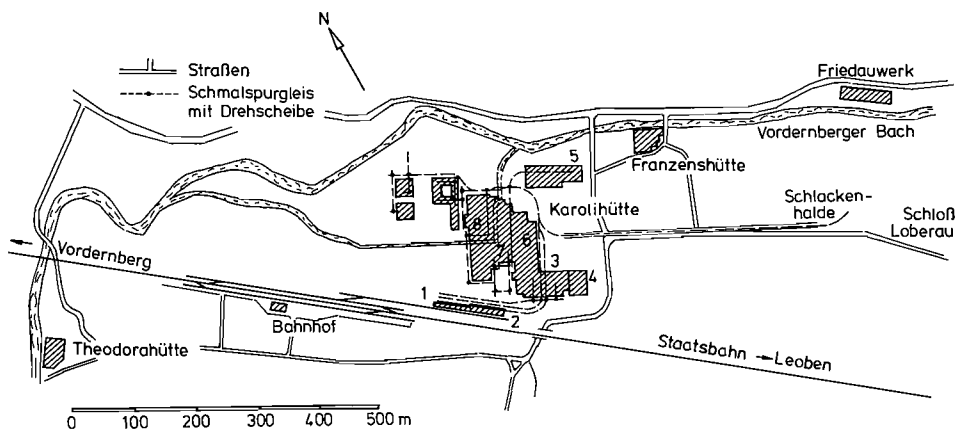 N
Straßen
Schmalspurgleis
mit Drehscheibe
Friedauwerk
Vordernberger Bach
Franzenshütte
5
Karolihütte
Schlacken-
halde
Schloß
Loberau
8
7
6
3
4
Vordernberg
1
2
Bahnhof
Theodorahütte
Staatsbahn → Leoben
0 100 200 300 400 500 m